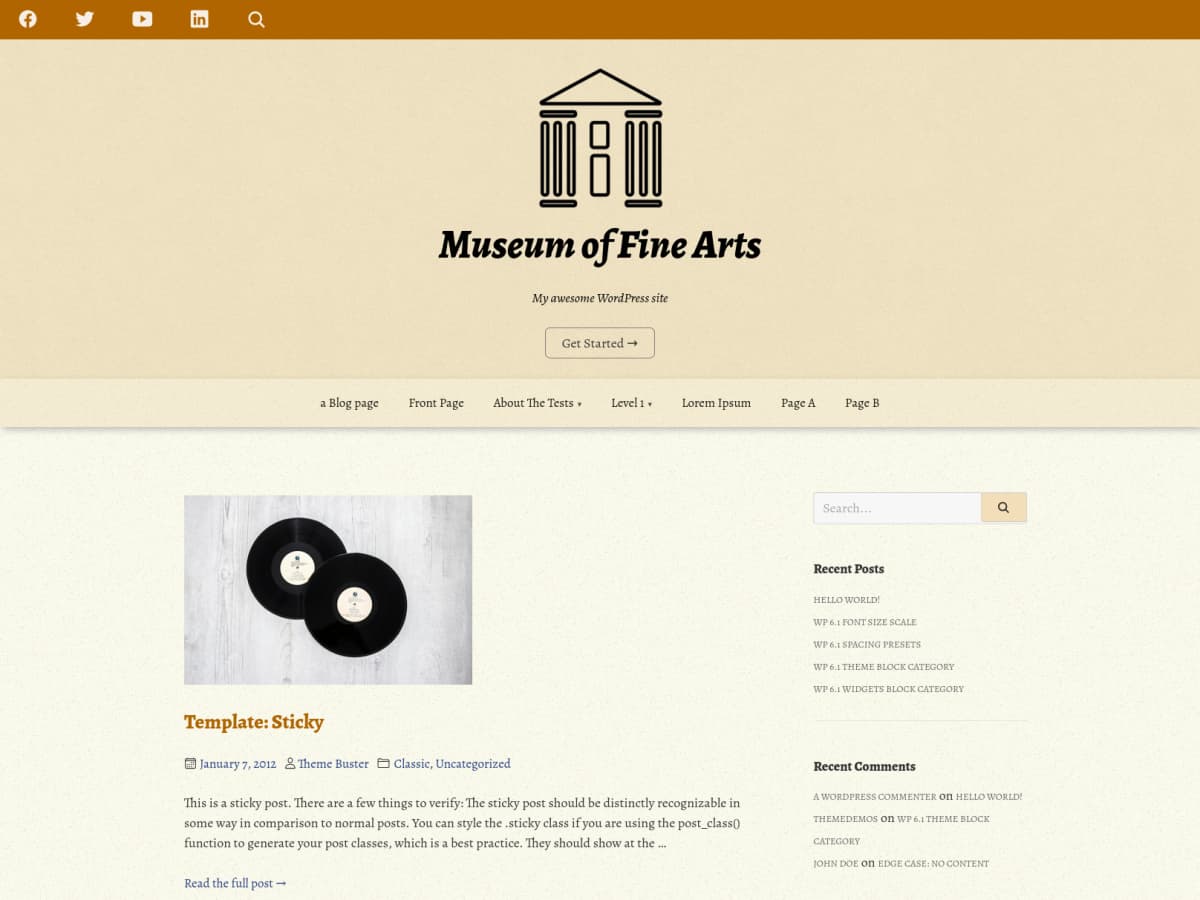 Museum of Fine Arts
My awesome WordPress site
Get Started →
a Blog page Front Page About The Tests ▾ Level 1 ▾ Lorem Ipsum Page A Page B
Template: Sticky
January 7, 2012 Theme Buster Classic, Uncategorized
This is a sticky post. There are a few things to verify: The sticky post should be distinctly recognizable in
some way in comparison to normal posts. You can style the .sticky class if you are using the post_class()
function to generate your post classes, which is a best practice. They should show at the …
Read the full post →
Search…
Recent Posts
HELLO WORLD!
WP 6.1 FONT SIZE SCALE
WP 6.1 SPACING PRESETS
WP 6.1 THEME BLOCK CATEGORY
WP 6.1 WIDGETS BLOCK CATEGORY
Recent Comments
A WORDPRESS COMMENTER on HELLO WORLD!
THEMEDEMOS on WP 6.1 THEME BLOCK
CATEGORY
JOHN DOE on EDGE CASE: NO CONTENT